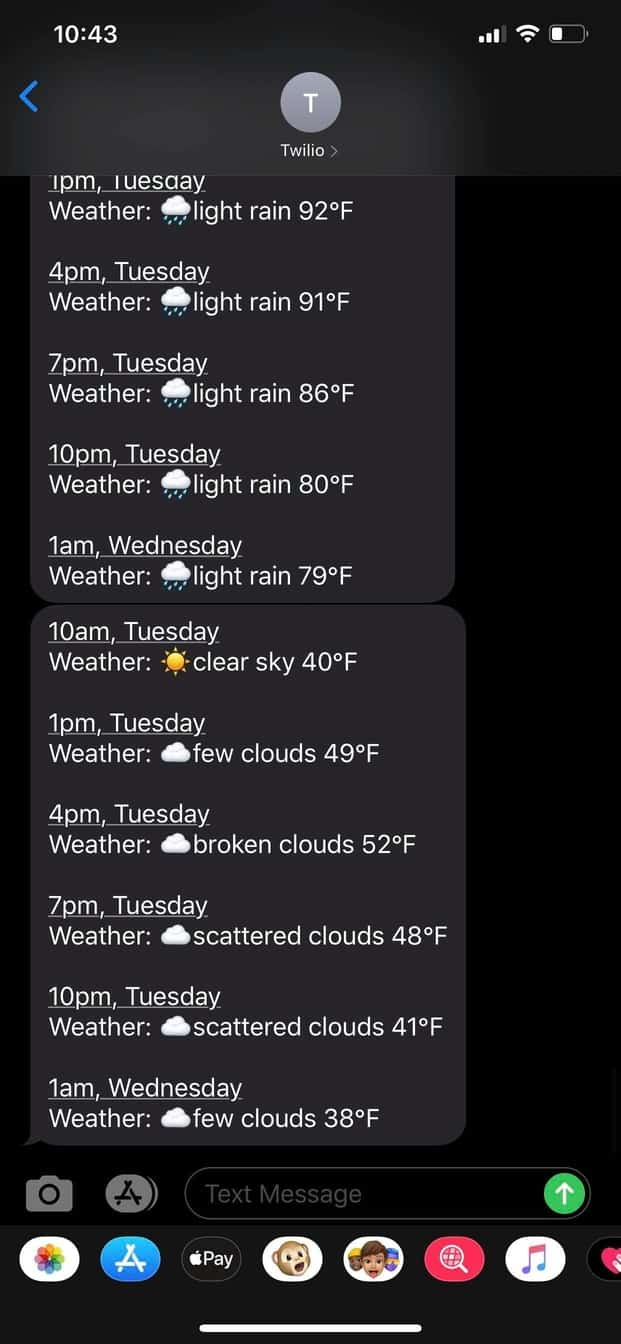 10:43
T
Twilio
1pm, Tuesday
Weather: 🌧light rain 92°F
4pm, Tuesday
Weather: 🌧light rain 91°F
7pm, Tuesday
Weather: 🌧light rain 86°F
10pm, Tuesday
Weather: 🌧light rain 80°F
1am, Wednesday
Weather: 🌧light rain 79°F
10am, Tuesday
Weather: ☀️clear sky 40°F
1pm, Tuesday
Weather: ☁️few clouds 49°F
4pm, Tuesday
Weather: ☁️broken clouds 52°F
7pm, Tuesday
Weather: ☁️scattered clouds 48°F
10pm, Tuesday
Weather: ☁️scattered clouds 41°F
1am, Wednesday
Weather: ☁️few clouds 38°F
Text Message
Pay